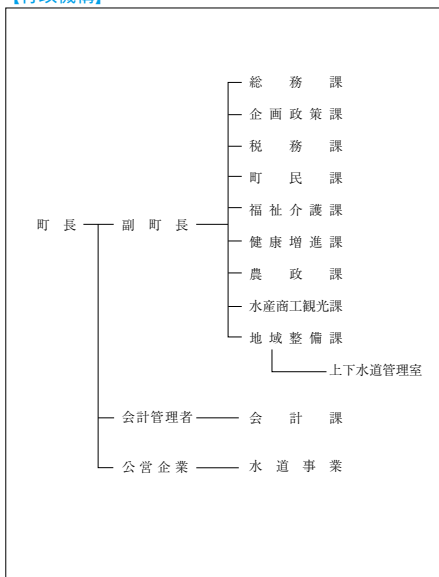 【行政機構】
総務課
企画政策課
税務課
町民課
福祉介護課
町長 副町長
健康増進課
農政課
水産商工観光課
地域整備課
上下水道管理室
会計管理者 会計課
公営企業 水道事業